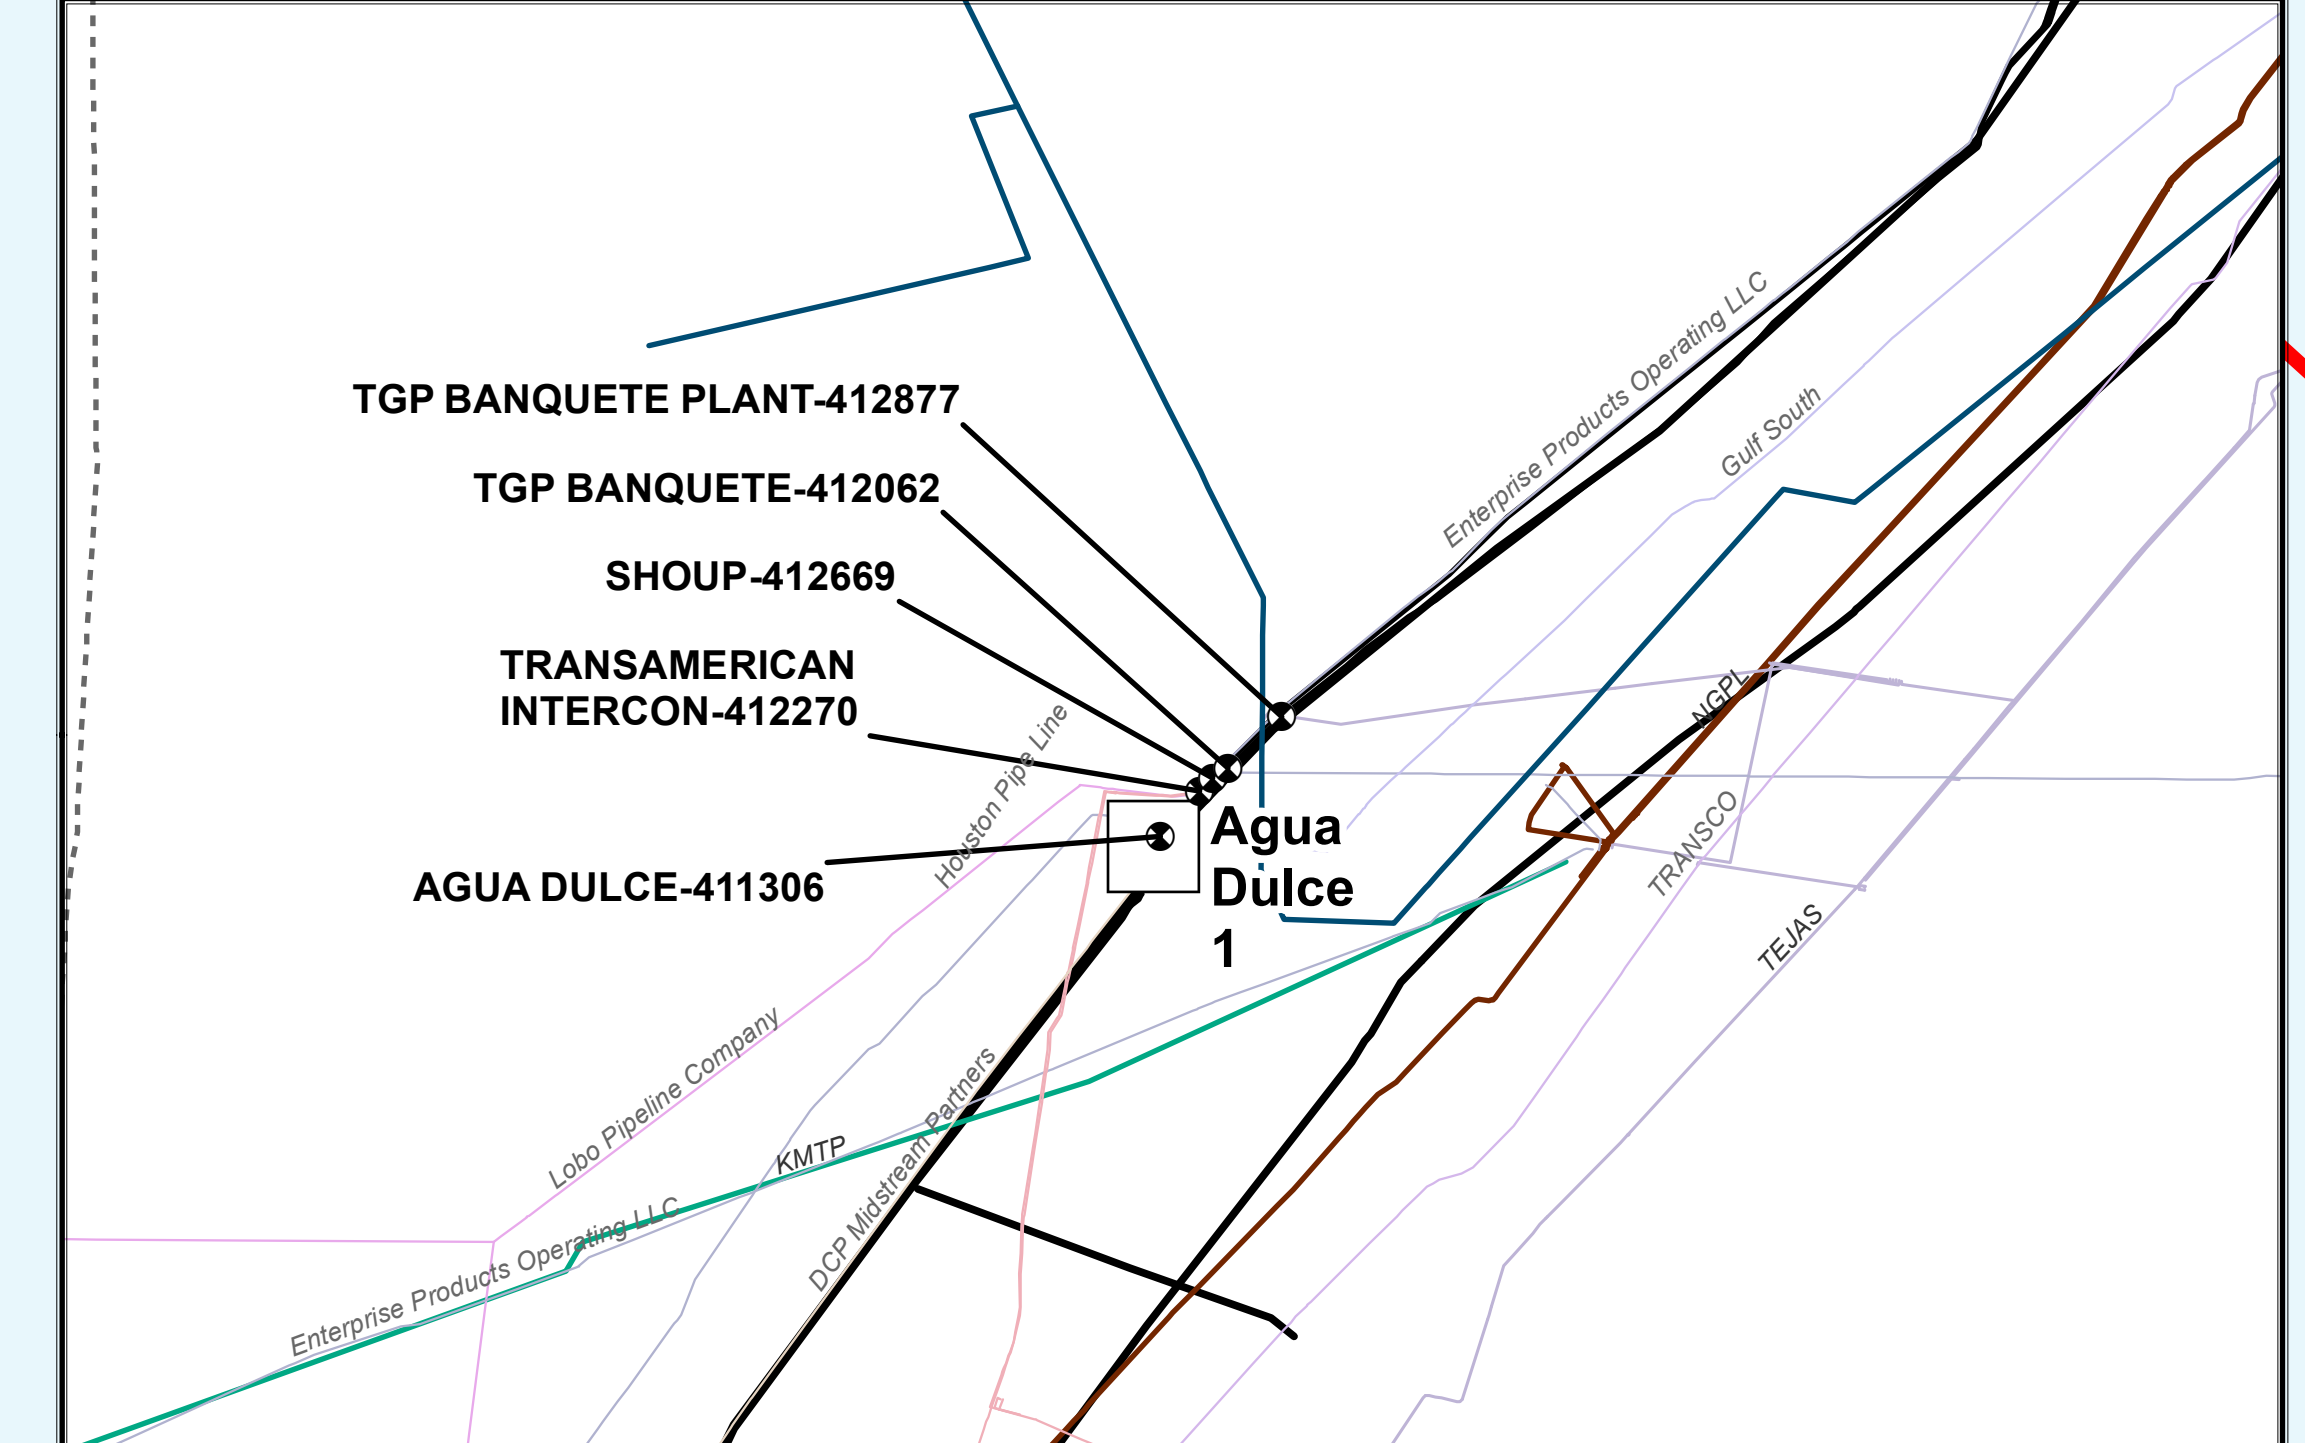 TGP BANQUETE PLANT-412877
TGP BANQUETE-412062
SHOUP-412669
TRANSAMERICAN
INTERCON-412270
AGUA DULCE-411306
Agua
Dulce
1
Enterprise Products Operating LLC
Gulf South
NGPL
TRANSCO
TEJAS
Houston Pipe Line
Lobo Pipeline Company
KMTP
DCP Midstream Partners
Enterprise Products Operating LLC